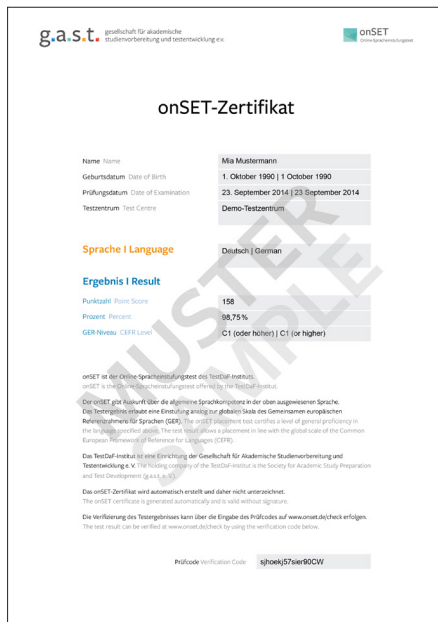 g.a.s.t. gesellschaft für akademische
studienvorbereitung und testentwicklung e.v.
onSET
Online-Spracheinstufungstest
onSET-Zertifikat
Name Name Mia Mustermann
Geburtsdatum Date of Birth 1. Oktober 1990 | 1 October 1990
Prüfungsdatum Date of Examination 23. September 2014 | 23 September 2014
Testzentrum Test Centre Demo-Testzentrum
Sprache I Language Deutsch | German
Ergebnis I Result
Punktzahl Point Score 158
Prozent Percent 98,75 %
GER-Niveau CEFR Level C1 (oder höher) | C1 (or higher)
MUSTER
SAMPLE
onSET ist der Online-Spracheinstufungstest des TestDaF-Instituts.
onSET is the Online-Spracheinstufungstest offered by the TestDaF-Institut.
Der onSET gibt Auskunft über die allgemeine Sprachkompetenz in der oben ausgewiesenen Sprache.
Das Testergebnis erlaubt eine Einstufung analog zur globalen Skala des Gemeinsamen europäischen
Referenzrahmens für Sprachen (GER). The onSET placement test certifies a level of general proficiency in
the language specified above. The test result allows a placement in line with the global scale of the Common
European Framework of Reference for Languages (CEFR).
Das TestDaF-Institut ist eine Einrichtung der Gesellschaft für Akademische Studienvorbereitung und
Testentwicklung e. V. The holding company of the TestDaF-Institut is the Society for Academic Study Preparation
and Test Development (g.a.s.t. e. V.).
Das onSET-Zertifikat wird automatisch erstellt und daher nicht unterzeichnet.
The onSET certificate is generated automatically and is valid without signature.
Die Verifizierung des Testergebnisses kann über die Eingabe des Prüfcodes auf www.onset.de/check erfolgen.
The test result can be verified at www.onset.de/check by using the verification code below.
Prüfcode Verification Code sjhoekj57sier90CW